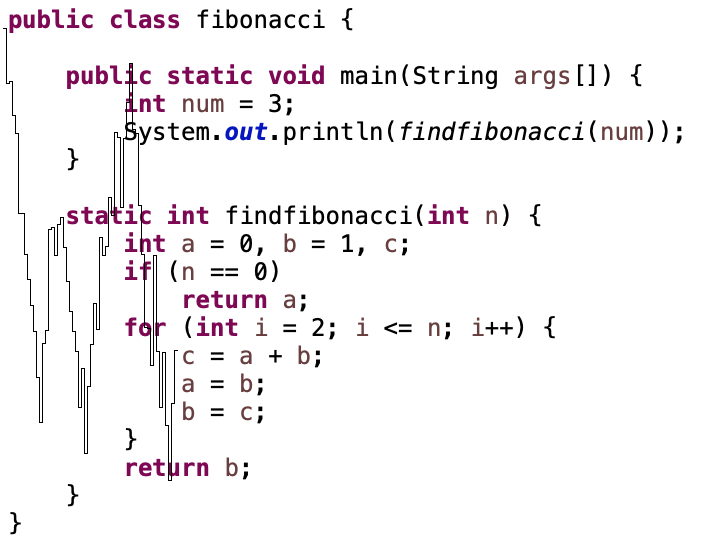 public class fibonacci {
public static void main(String args[]) {
int num = 3;
System.out.println(findfibonacci(num));
}
static int findfibonacci(int n) {
int a = 0, b = 1, c;
if (n == 0)
return a;
for (int i = 2; i <= n; i++) {
c = a + b;
a = b;
b = c;
}
return b;
}
}